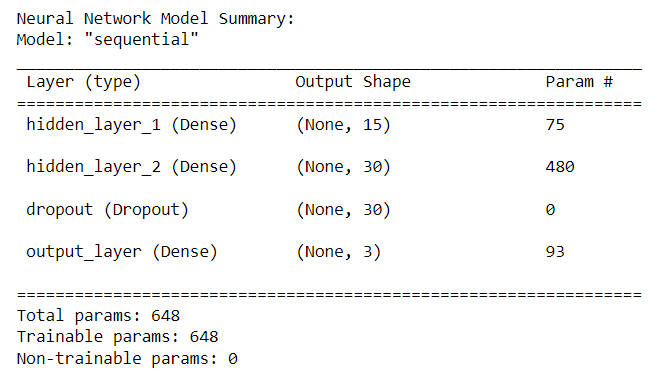 Neural Network Model Summary:
Model: "sequential"
_________________________________________________________________
Layer (type) Output Shape Param #
=================================================================
hidden_layer_1 (Dense) (None, 15) 75
hidden_layer_2 (Dense) (None, 30) 480
dropout (Dropout) (None, 30) 0
output_layer (Dense) (None, 3) 93
=================================================================
Total params: 648
Trainable params: 648
Non-trainable params: 0